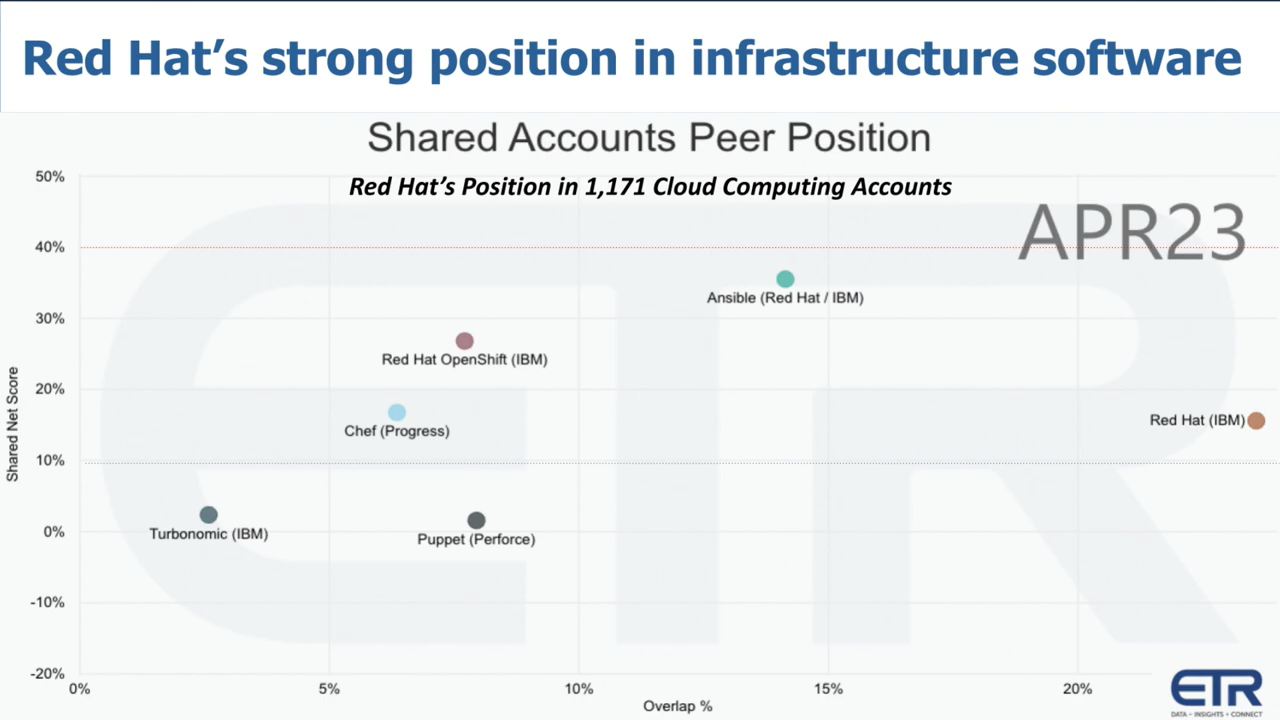 Red Hat’s strong position in infrastructure software
Shared Accounts Peer Position
Red Hat’s Position in 1,171 Cloud Computing Accounts
APR23
50%
40%
30%
20%
10%
0%
-10%
-20%
Shared Net Score
Ansible (Red Hat / IBM)
Red Hat OpenShift (IBM)
Chef (Progress)
Red Hat (IBM)
Turbonomic (IBM)
Puppet (Perforce)
0%
5%
10%
15%
20%
Overlap %
ETR
ETR
DATA • INSIGHTS • CONNECT